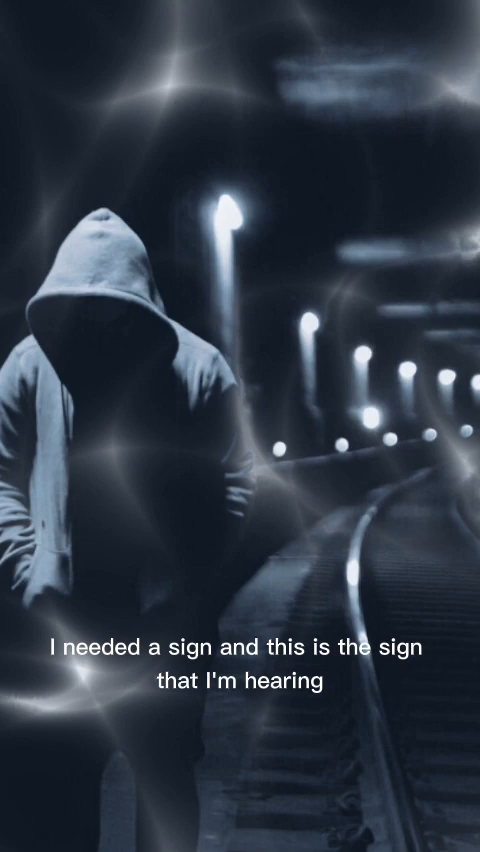 I needed a sign and this is the sign
that I'm hearing